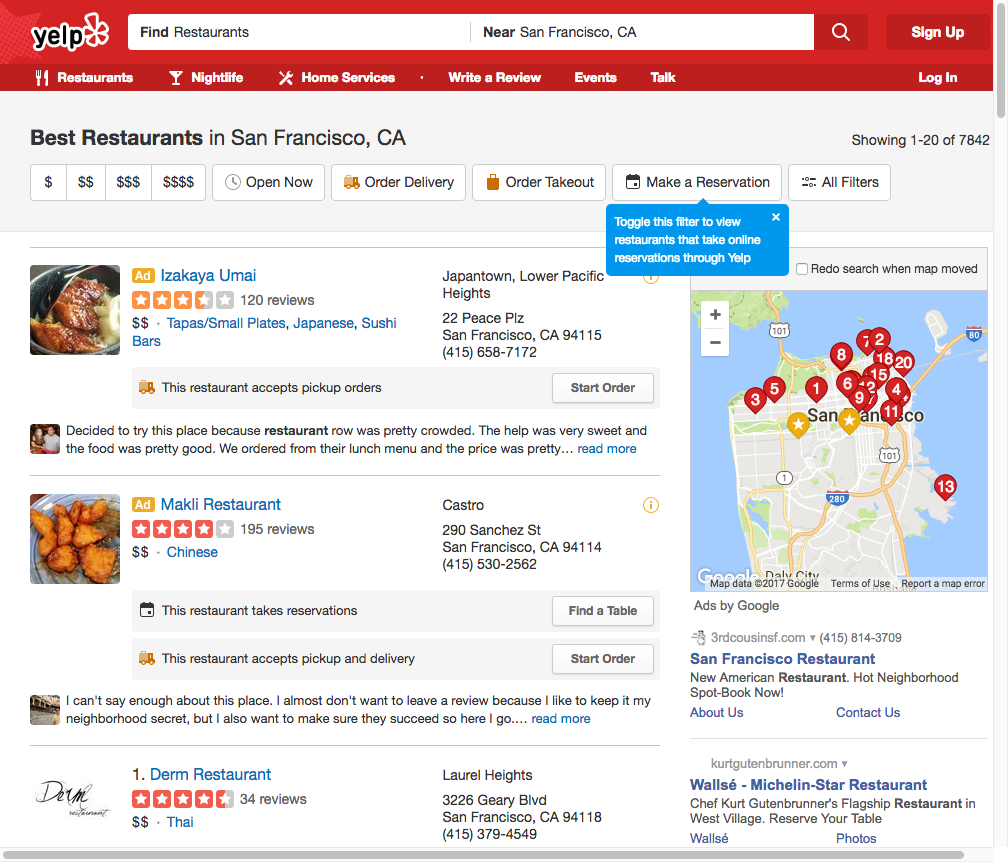 yelp
Find Restaurants
Near San Francisco, CA
Sign Up
Restaurants
Nightlife
Home Services
·
Write a Review
Events
Talk
Log In
Best Restaurants in San Francisco, CA
Showing 1-20 of 7842
$
$$
$$$
$$$$
Open Now
Order Delivery
Order Takeout
Make a Reservation
All Filters
Toggle this filter to view
restaurants that take online
reservations through Yelp
×
Ad Izakaya Umai
120 reviews
$$ · Tapas/Small Plates, Japanese, Sushi
Bars
Japantown, Lower Pacific
Heights
22 Peace Plz
San Francisco, CA 94115
(415) 658-7172
This restaurant accepts pickup orders
Start Order
Decided to try this place because restaurant row was pretty crowded. The help was very sweet and
the food was pretty good. We ordered from their lunch menu and the price was pretty… read more
Ad Makli Restaurant
195 reviews
$$ · Chinese
Castro
290 Sanchez St
San Francisco, CA 94114
(415) 530-2562
This restaurant takes reservations
Find a Table
This restaurant accepts pickup and delivery
Start Order
I can't say enough about this place. I almost don't want to leave a review because I like to keep it my
neighborhood secret, but I also want to make sure they succeed so here I go.… read more
Derm
restaurant
1. Derm Restaurant
34 reviews
$$ · Thai
Laurel Heights
3226 Geary Blvd
San Francisco, CA 94118
(415) 379-4549
Redo search when map moved
+
−
101
80
7
2
8
18
20
15
6
12
4
5
1
3
9
11
San Francisco
101
1
280
13
Daly City
Google
Map data ©2017 Google
Terms of Use
Report a map error
Ads by Google
3rdcousinsf.com ▾ (415) 814-3709
San Francisco Restaurant
New American Restaurant. Hot Neighborhood
Spot-Book Now!
About Us
Contact Us
kurtgutenbrunner.com ▾
Wallsé - Michelin-Star Restaurant
Chef Kurt Gutenbrunner's Flagship Restaurant in
West Village. Reserve Your Table
Wallsé
Photos